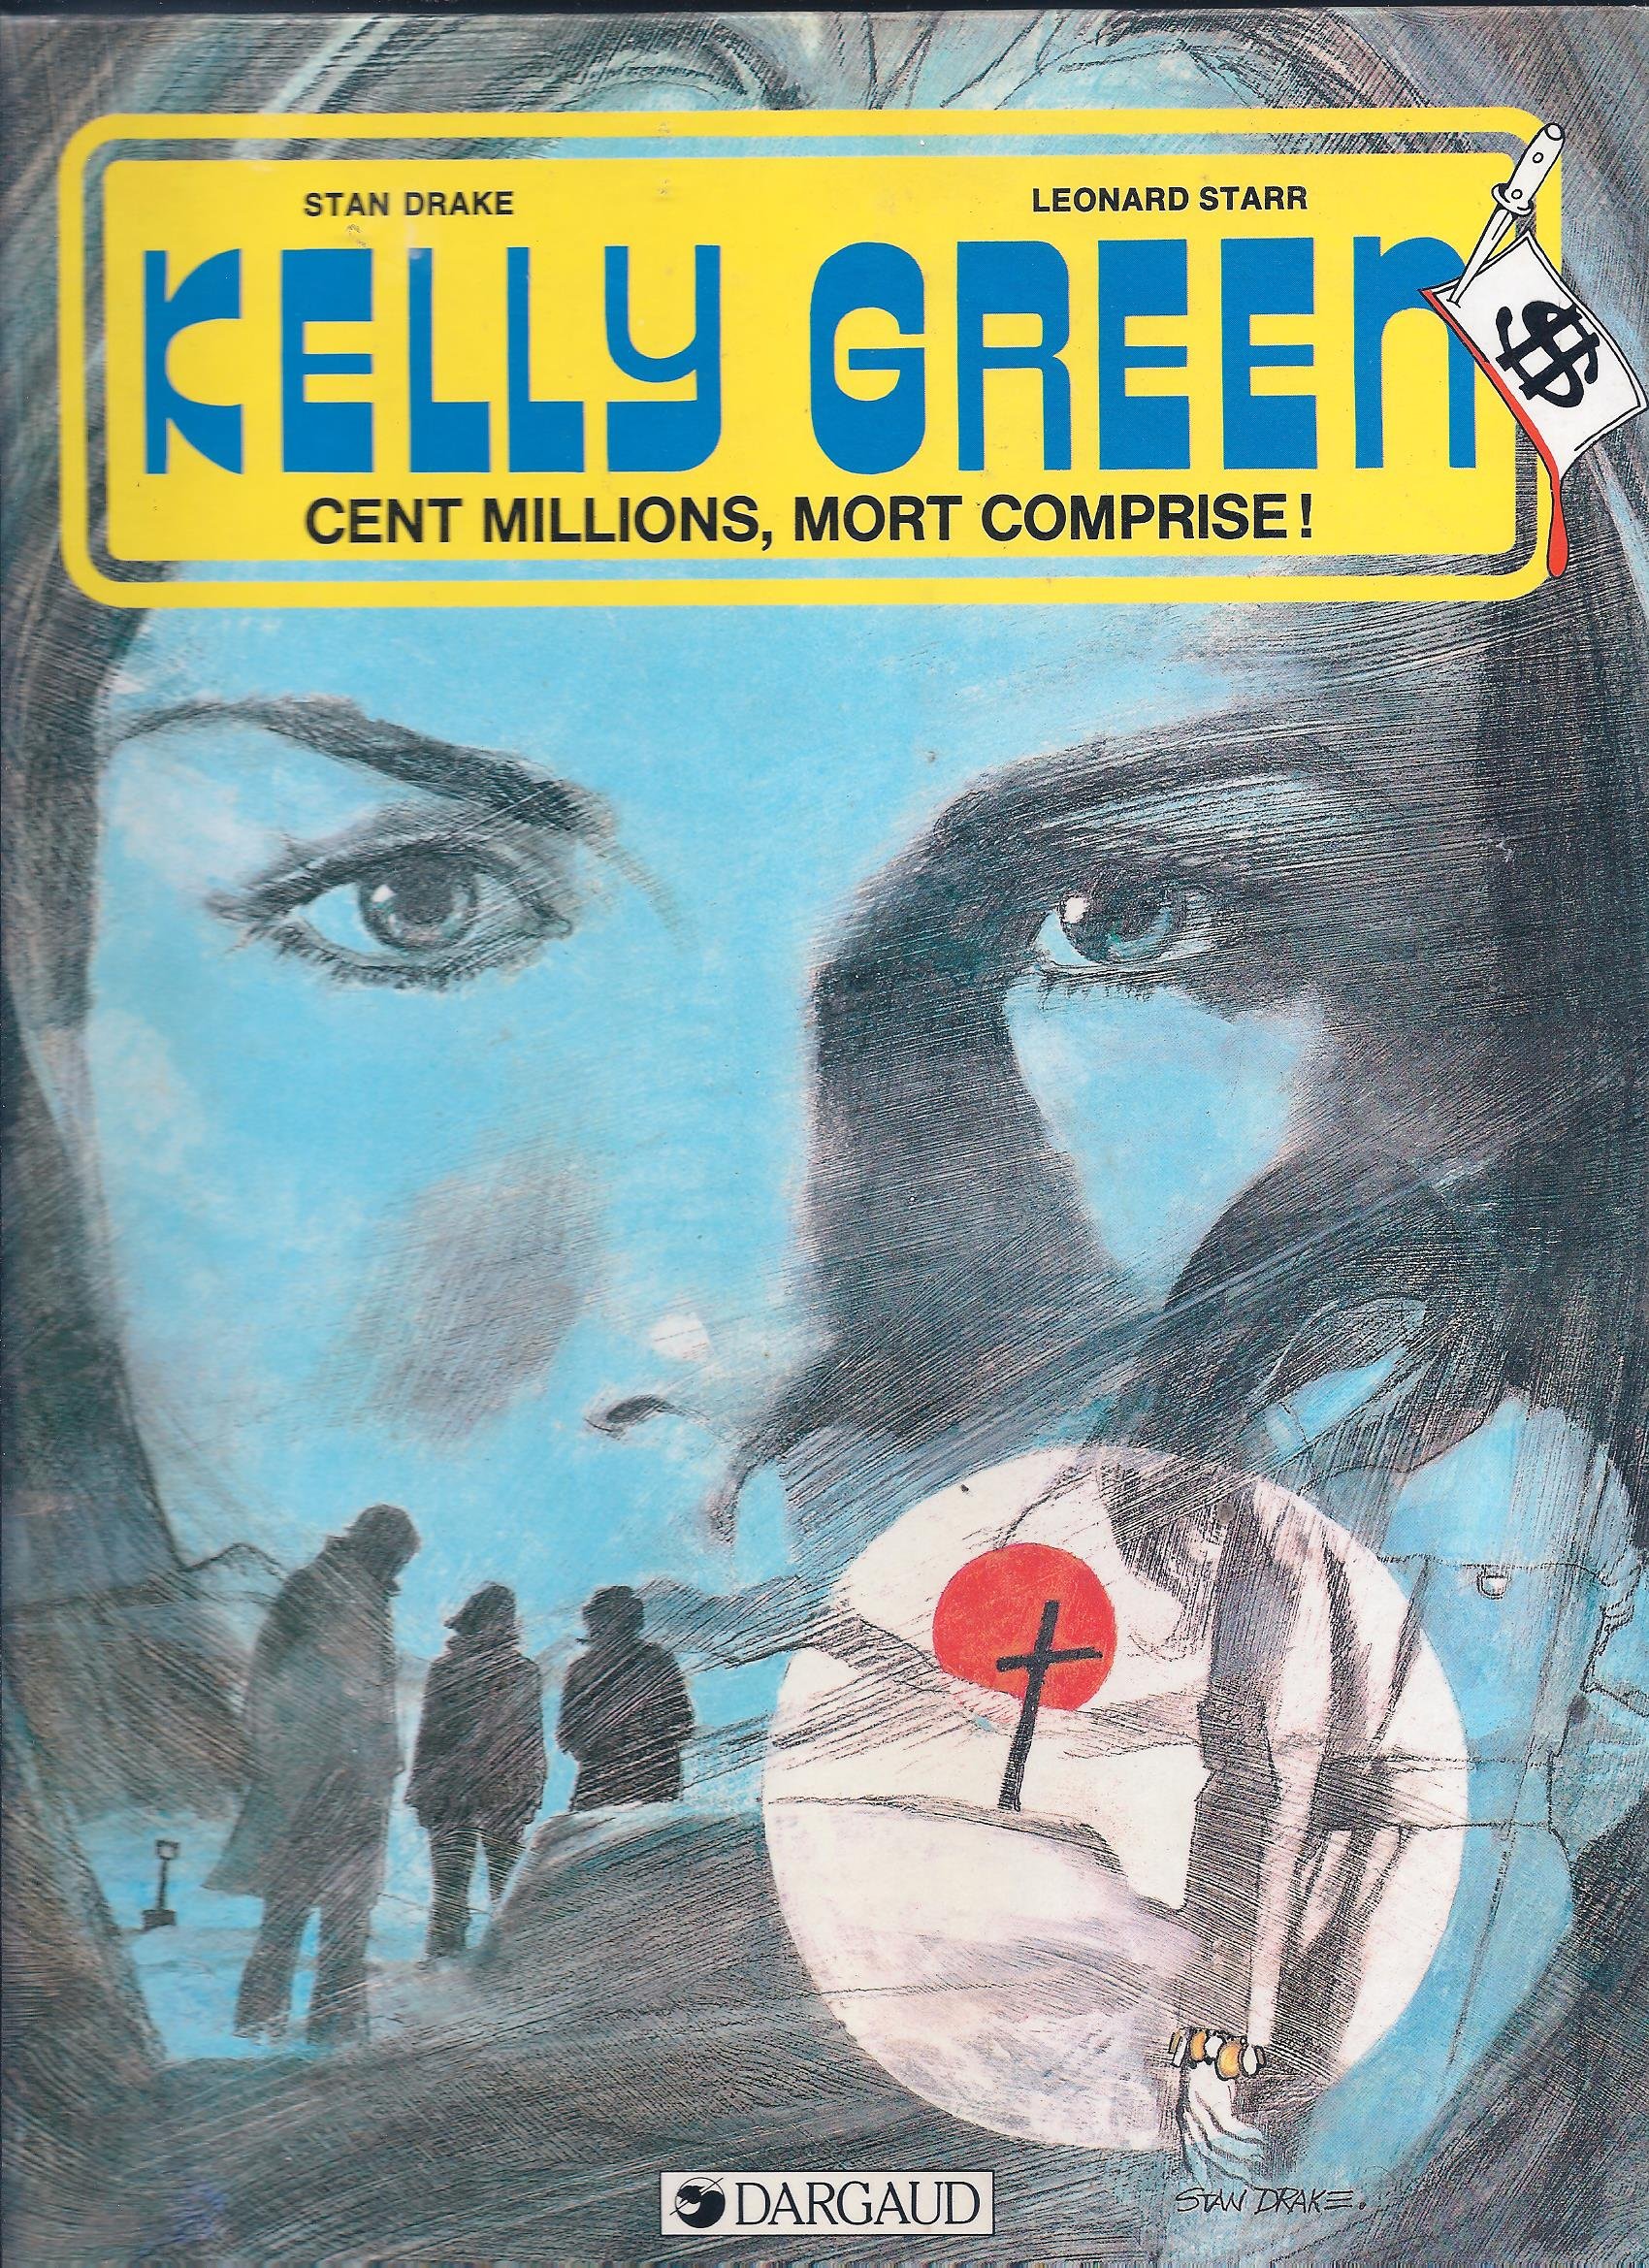 STAN DRAKE
LEONARD STARR
KELLY GREEN
$
CENT MILLIONS, MORT COMPRISE!
DARGAUD
STAN DRAKE.